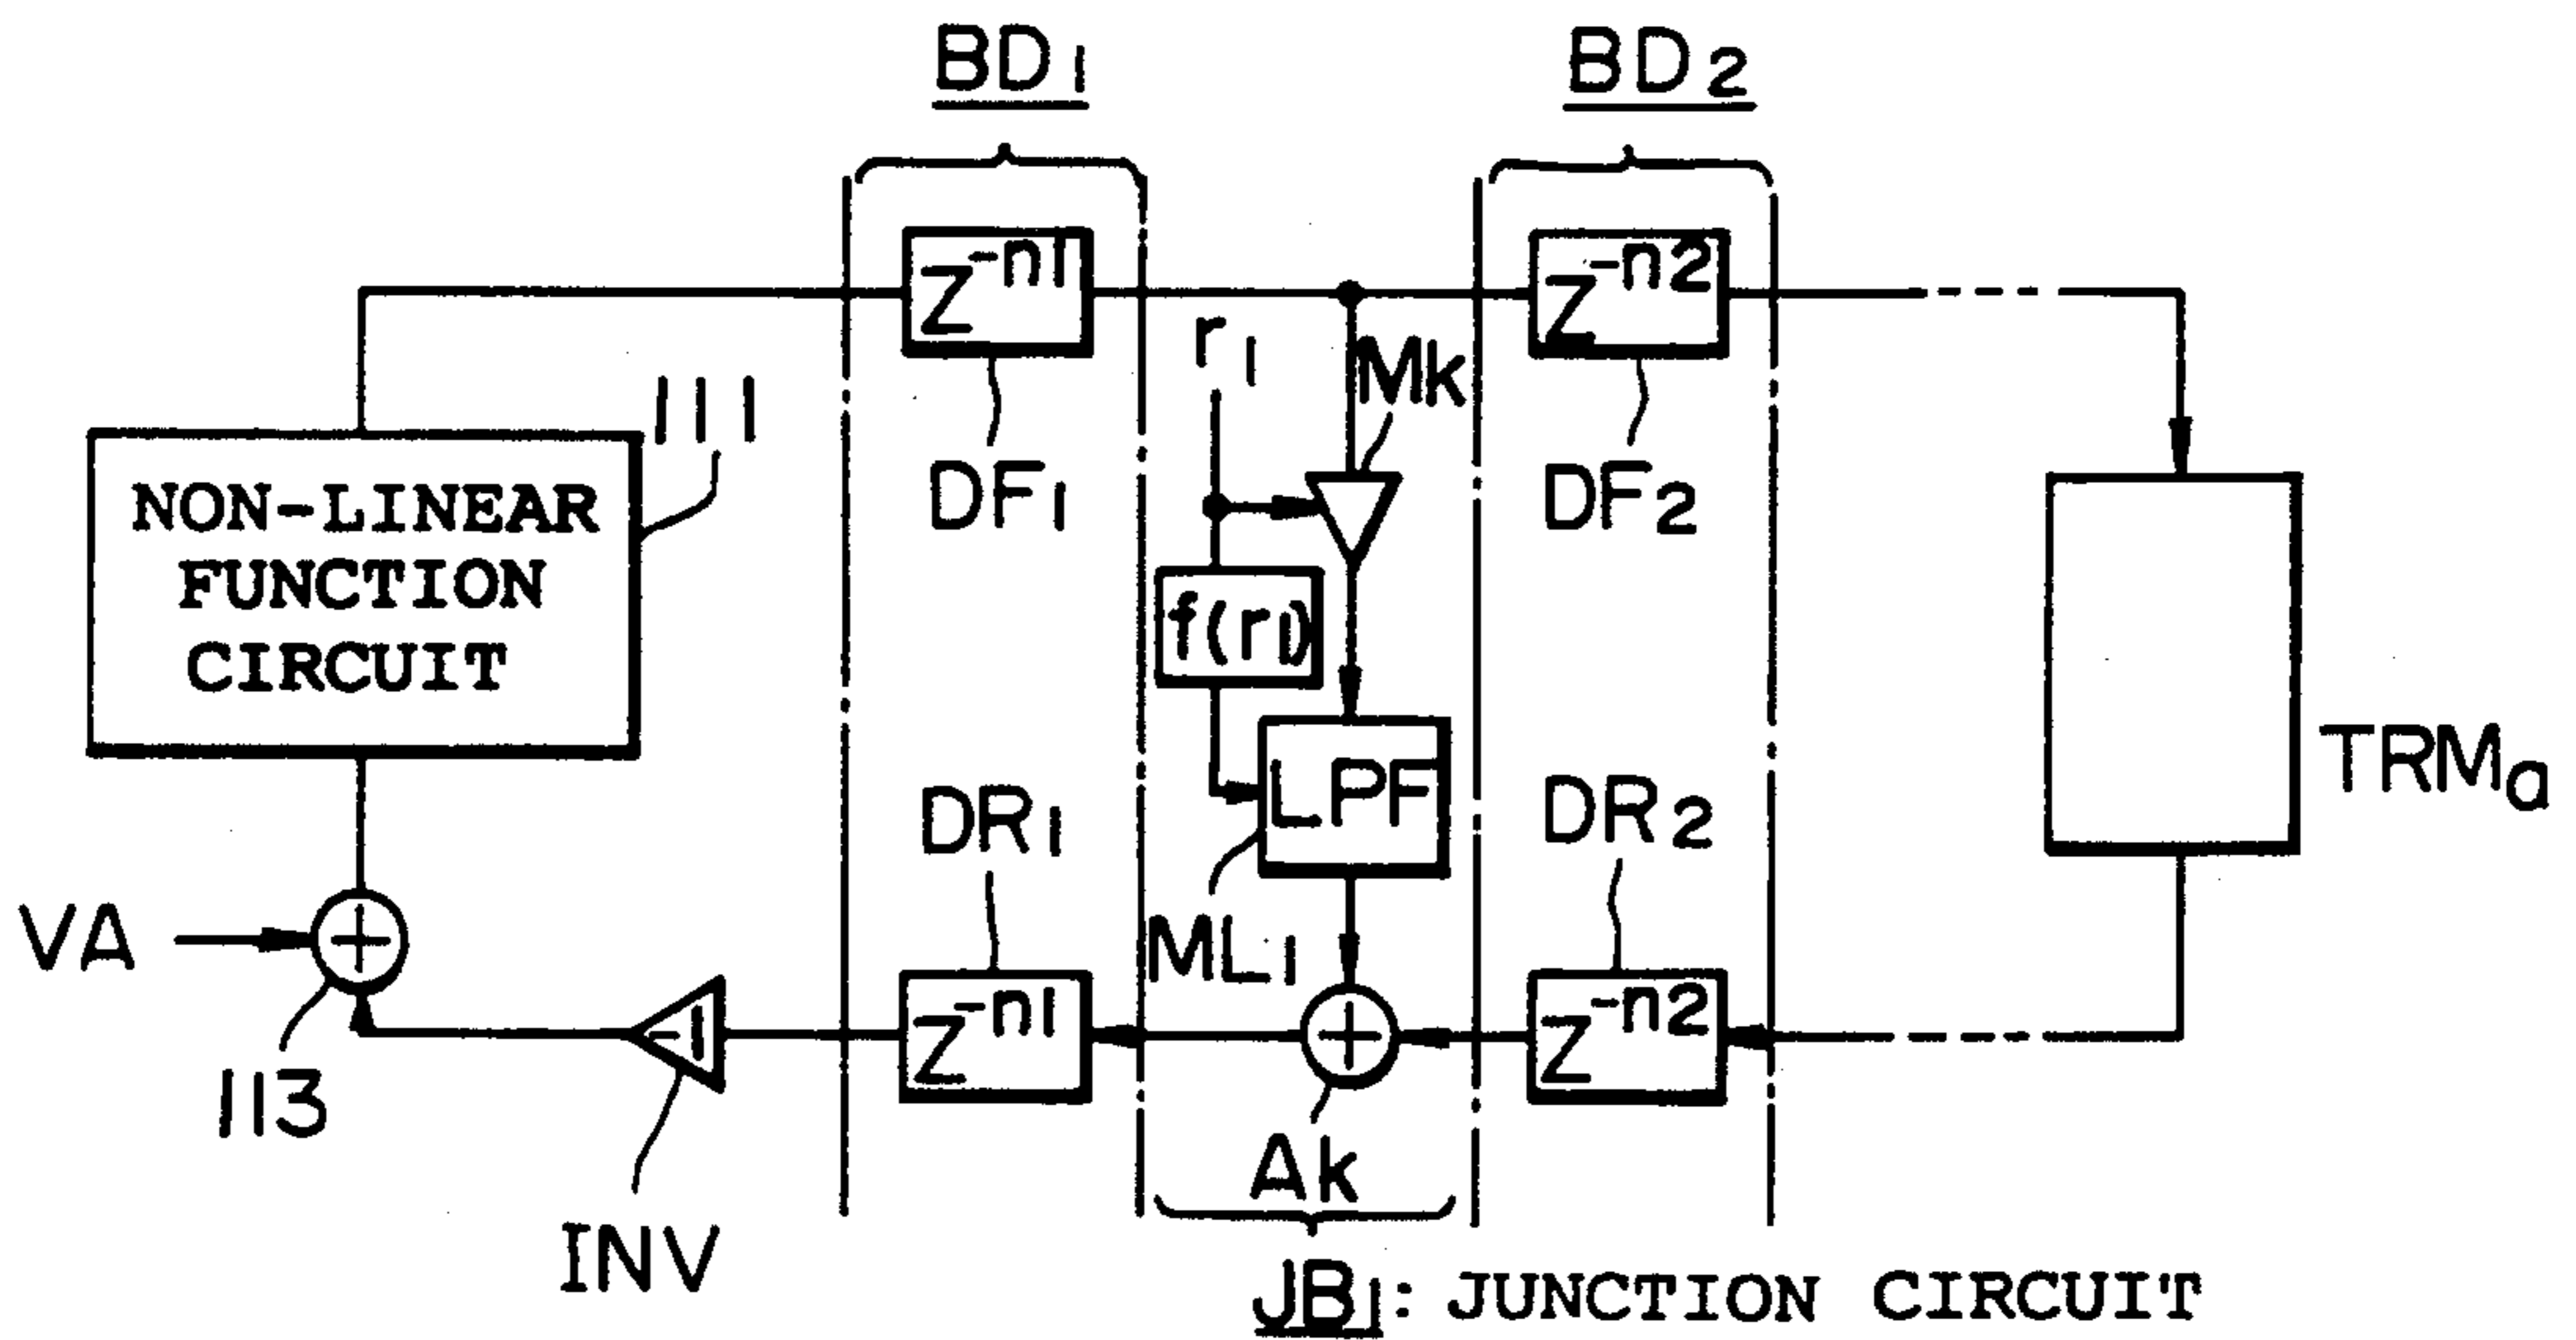 BD1
BD2
Z-n1
Z-n2
r1
Mk
111
DF1
DF2
NON-LINEAR
FUNCTION
CIRCUIT
f(r1)
LPF
TRMa
DR1
DR2
ML1
VA
+
Z-n1
+
Z-n2
-1
113
Ak
INV
JB1: JUNCTION CIRCUIT